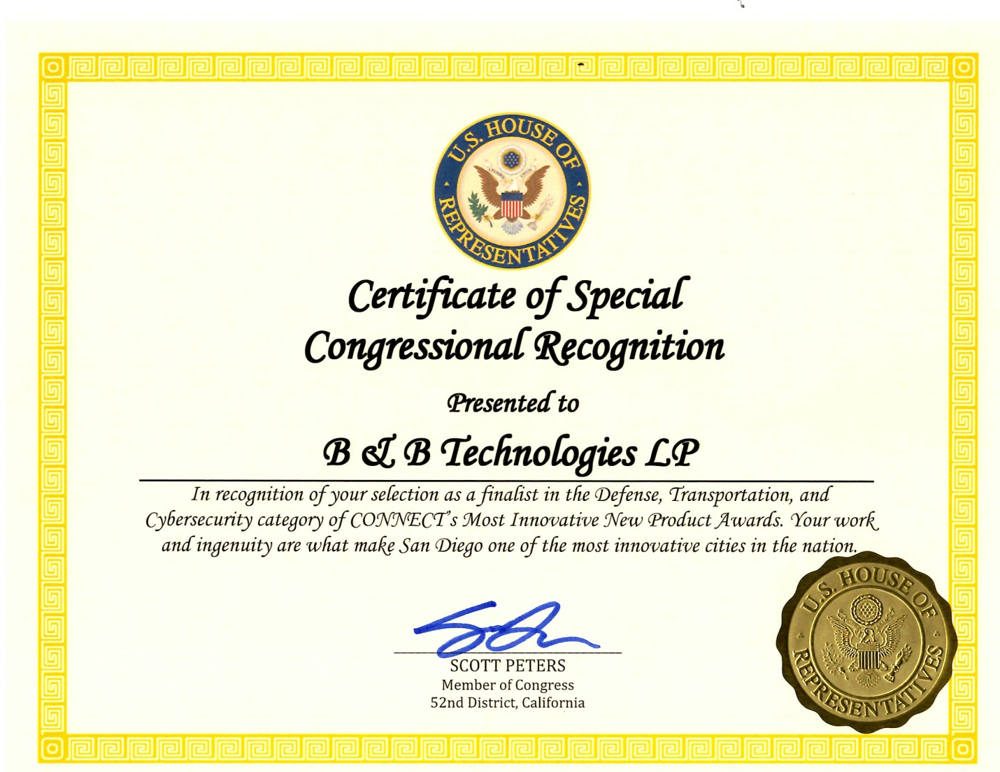 U.S. HOUSE OF
REPRESENTATIVES
Certificate of Special
Congressional Recognition
Presented to
B & B Technologies LP
In recognition of your selection as a finalist in the Defense, Transportation, and
Cybersecurity category of CONNECT's Most Innovative New Product Awards. Your work
and ingenuity are what make San Diego one of the most innovative cities in the nation.
SCOTT PETERS
Member of Congress
52nd District, California
U.S. HOUSE OF
REPRESENTATIVES